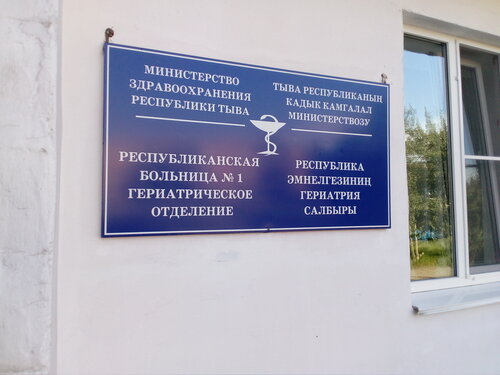 МИНИСТЕРСТВО
ЗДРАВООХРАНЕНИЯ
РЕСПУБЛИКИ ТЫВА
ТЫВА РЕСПУБЛИКАНЫҢ
КАДЫК КАМГАЛАЛ
МИНИСТЕРСТВОЗУ
РЕСПУБЛИКАНСКАЯ
БОЛЬНИЦА № 1
ГЕРИАТРИЧЕСКОЕ
ОТДЕЛЕНИЕ
РЕСПУБЛИКА
ЭМНЕЛГЕЗИНИҢ
ГЕРИАТРИЯ
САЛБЫРЫ